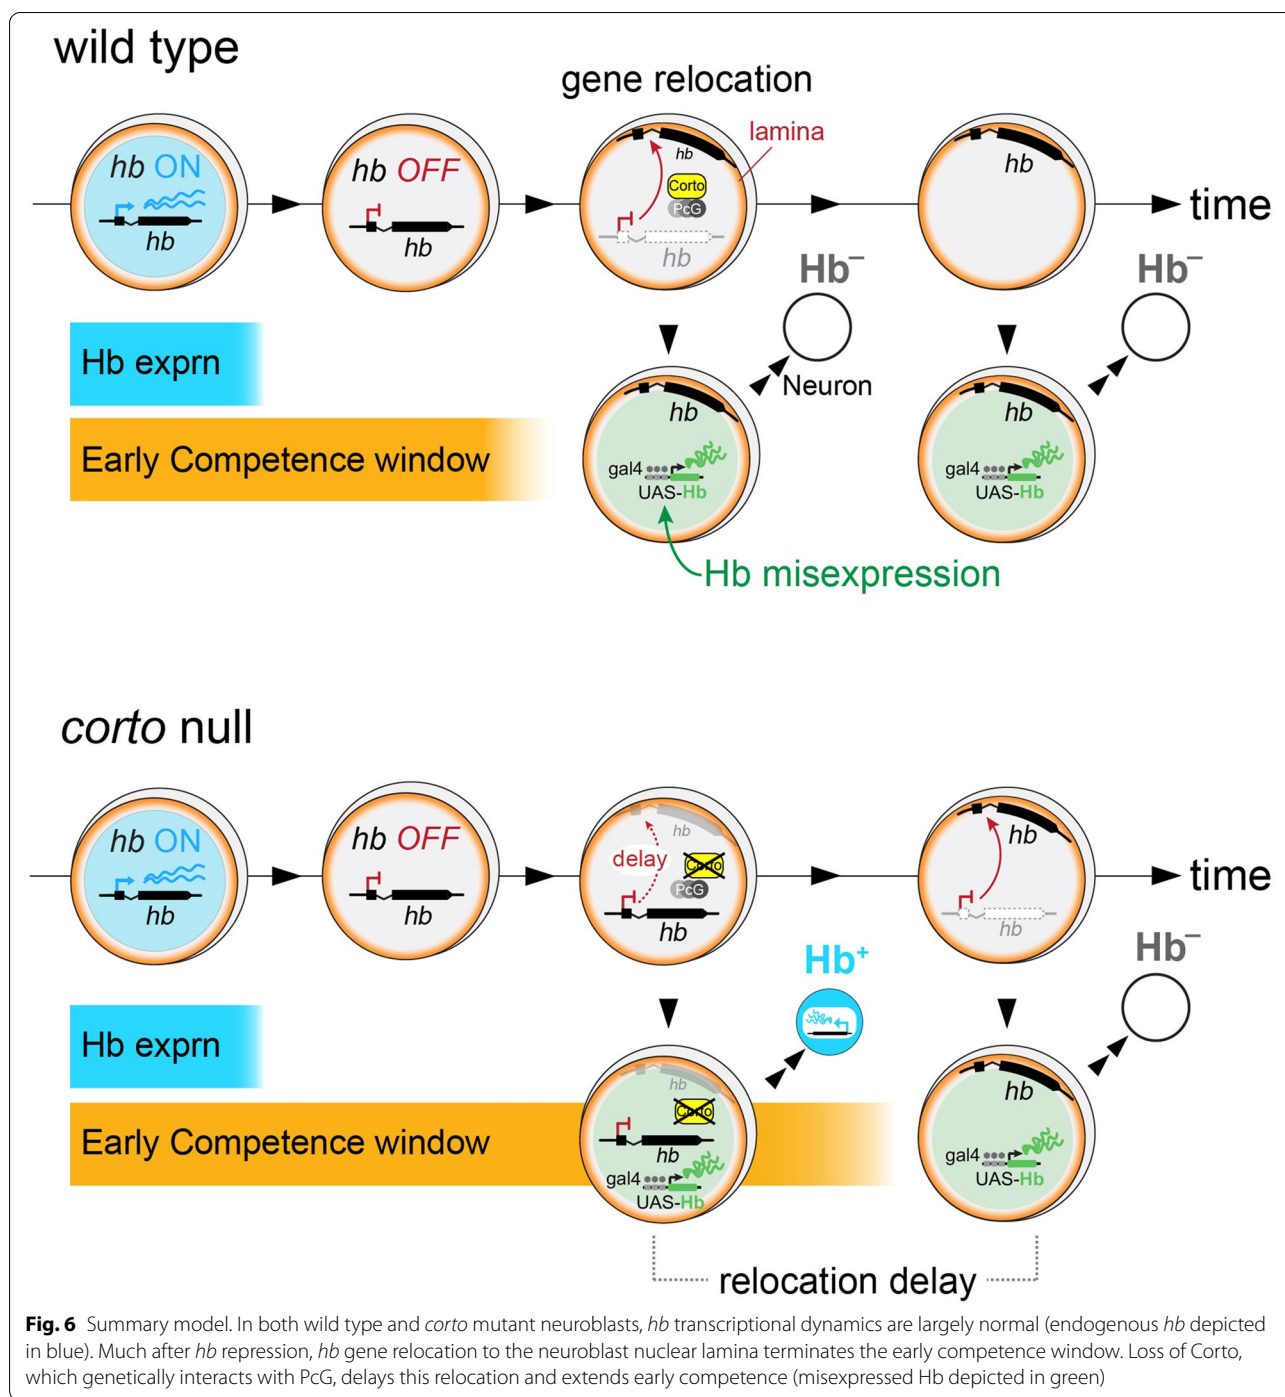 wild type
gene relocation
lamina
hb ON
hb
hb OFF
hb
hb
Corto
PcG
hb
hb
time
Hb–
Hb–
Hb exprn
Neuron
hb
gal4
UAS-Hb
hb
gal4
UAS-Hb
Early Competence window
Hb misexpression
corto null
hb ON
hb
hb OFF
hb
hb
delay
Corto
PcG
hb
hb
hb
time
Hb+
Hb–
Hb exprn
Early Competence window
hb
Corto
hb
gal4
UAS-Hb
hb
gal4
UAS-Hb
relocation delay
Fig. 6 Summary model. In both wild type and corto mutant neuroblasts, hb transcriptional dynamics are largely normal (endogenous hb depicted
in blue). Much after hb repression, hb gene relocation to the neuroblast nuclear lamina terminates the early competence window. Loss of Corto,
which genetically interacts with PcG, delays this relocation and extends early competence (misexpressed Hb depicted in green)